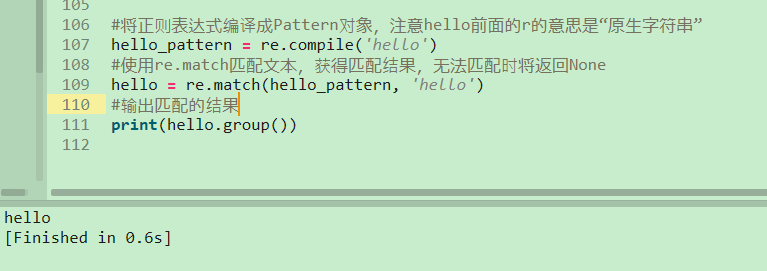 105
106 #将正则表达式编译成Pattern对象，注意hello前面的r的意思是“原生字符串”
107 hello_pattern = re.compile('hello')
108 #使用re.match匹配文本，获得匹配结果，无法匹配时将返回None
109 hello = re.match(hello_pattern, 'hello')
110 #输出匹配的结果
111 print(hello.group())
112
hello
[Finished in 0.6s]